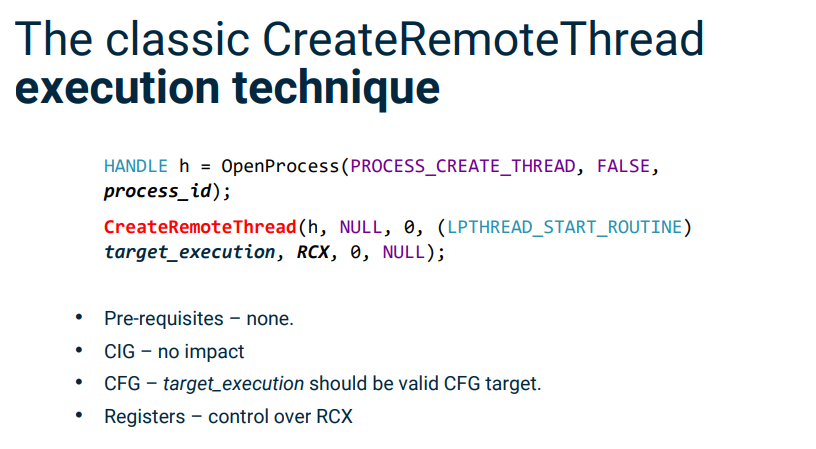 The classic CreateRemoteThread
execution technique
HANDLE h = OpenProcess(PROCESS_CREATE_THREAD, FALSE,
process_id);
CreateRemoteThread(h, NULL, 0, (LPTHREAD_START_ROUTINE)
target_execution, RCX, 0, NULL);
• Pre-requisites – none.
• CIG – no impact
• CFG – target_execution should be valid CFG target.
• Registers – control over RCX